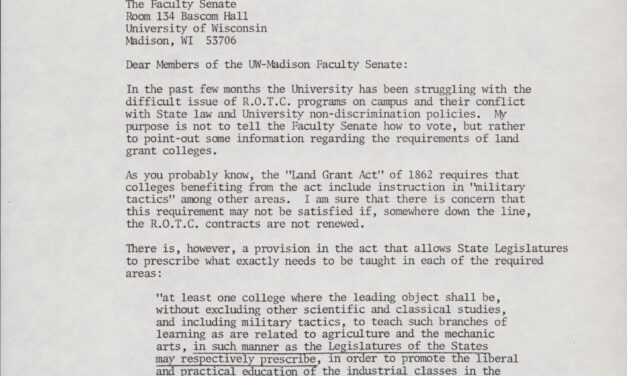 The Faculty Senate
Room 134 Bascom Hall
University of Wisconsin
Madison, WI  53706
Dear Members of the UW-Madison Faculty Senate:
In the past few months the University has been struggling with the
difficult issue of R.O.T.C. programs on campus and their conflict
with State law and University non-discrimination policies.  My
purpose is not to tell the Faculty Senate how to vote, but rather
to point-out some information regarding the requirements of land
grant colleges.
As you probably know, the "Land Grant Act" of 1862 requires that
colleges benefiting from the act include instruction in "military
tactics" among other areas.  I am sure that there is concern that
this requirement may not be satisfied if, somewhere down the line,
the R.O.T.C. contracts are not renewed.
There is, however, a provision in the act that allows State Legislatures
to prescribe what exactly needs to be taught in each of the required
areas:
"at least one college where the leading object shall be,
without excluding other scientific and classical studies,
and including military tactics, to teach such branches of
learning as are related to agriculture and the mechanic
arts, in such manner as the Legislatures of the States
may respectively prescribe, in order to promote the liberal
and practical education of the industrial classes in the